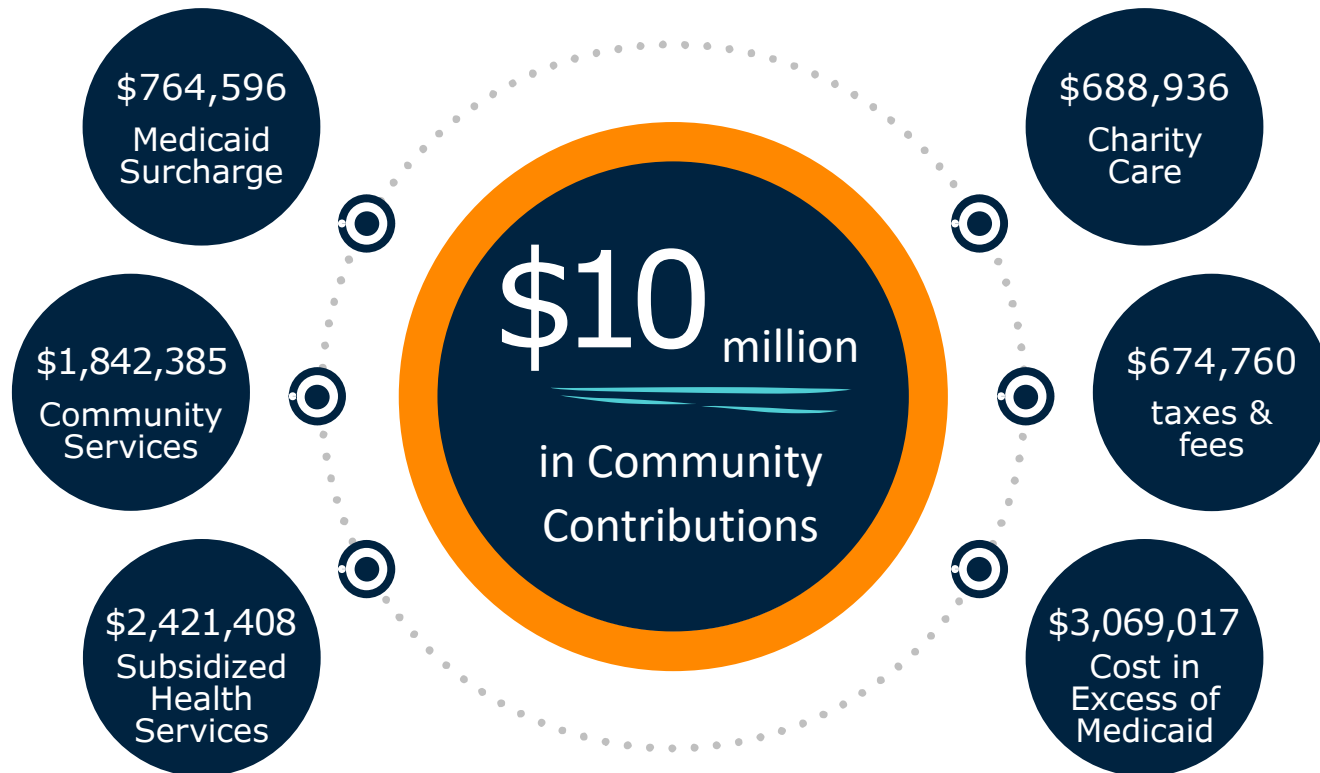 $764,596
Medicaid
Surcharge
$1,842,385
Community
Services
$2,421,408
Subsidized
Health
Services
$10 million
in Community
Contributions
$688,936
Charity
Care
$674,760
taxes &
fees
$3,069,017
Cost in
Excess of
Medicaid